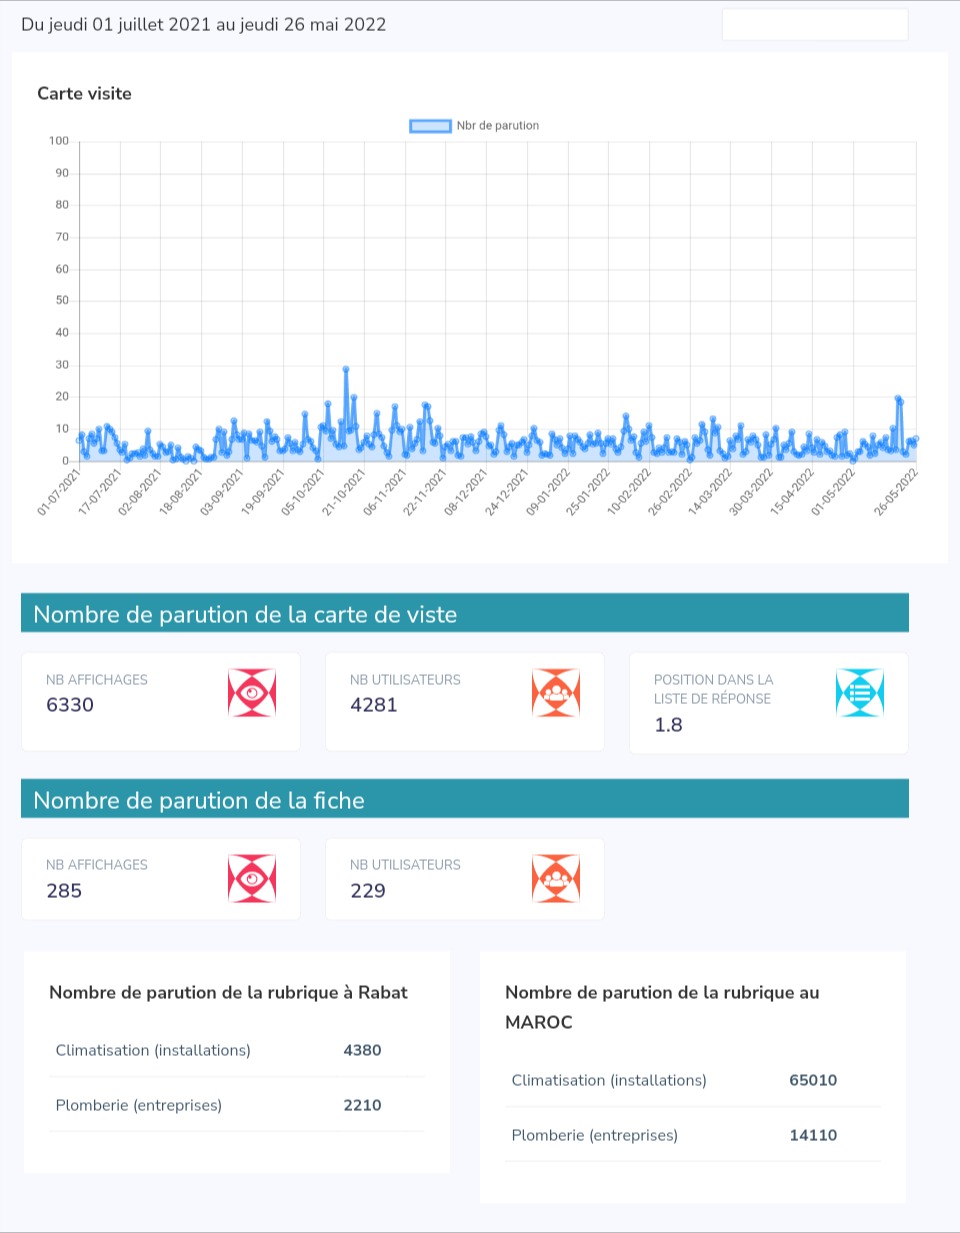 Du jeudi 01 juillet 2021 au jeudi 26 mai 2022
Carte visite
Nbr de parution
100
90
80
70
60
50
40
30
20
10
0
01-07-2021
17-07-2021
02-08-2021
18-08-2021
03-09-2021
19-09-2021
05-10-2021
21-10-2021
06-11-2021
22-11-2021
08-12-2021
24-12-2021
09-01-2022
25-01-2022
10-02-2022
26-02-2022
14-03-2022
30-03-2022
15-04-2022
01-05-2022
26-05-2022
Nombre de parution de la carte de viste
NB AFFICHAGES
6330
NB UTILISATEURS
4281
POSITION DANS LA
LISTE DE RÉPONSE
1.8
Nombre de parution de la fiche
NB AFFICHAGES
285
NB UTILISATEURS
229
Nombre de parution de la rubrique à Rabat
Climatisation (installations) 4380
Plomberie (entreprises) 2210
Nombre de parution de la rubrique au
MAROC
Climatisation (installations) 65010
Plomberie (entreprises) 14110